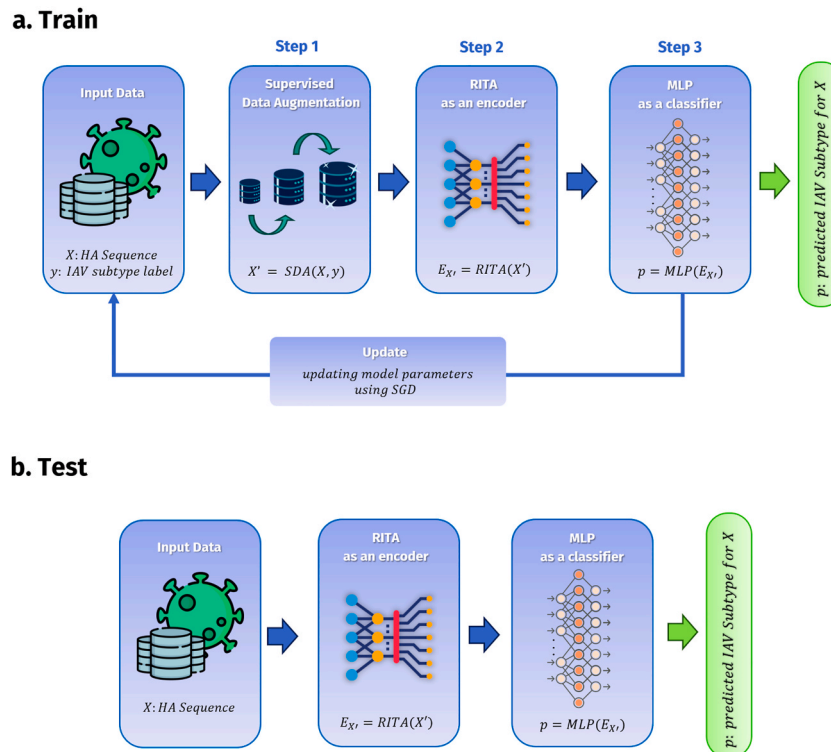 a. Train
Step 1
Step 2
Step 3
Input Data
X: HA Sequence
y: IAV subtype label
Supervised
Data Augmentation
X' = SDA(X, y)
RITA
as an encoder
E_X' = RITA(X')
MLP
as a classifier
p = MLP(E_X')
p: predicted IAV Subtype for X
Update
updating model parameters
using SGD
b. Test
Input Data
X: HA Sequence
RITA
as an encoder
E_X' = RITA(X')
MLP
as a classifier
p = MLP(E_X')
p: predicted IAV Subtype for X